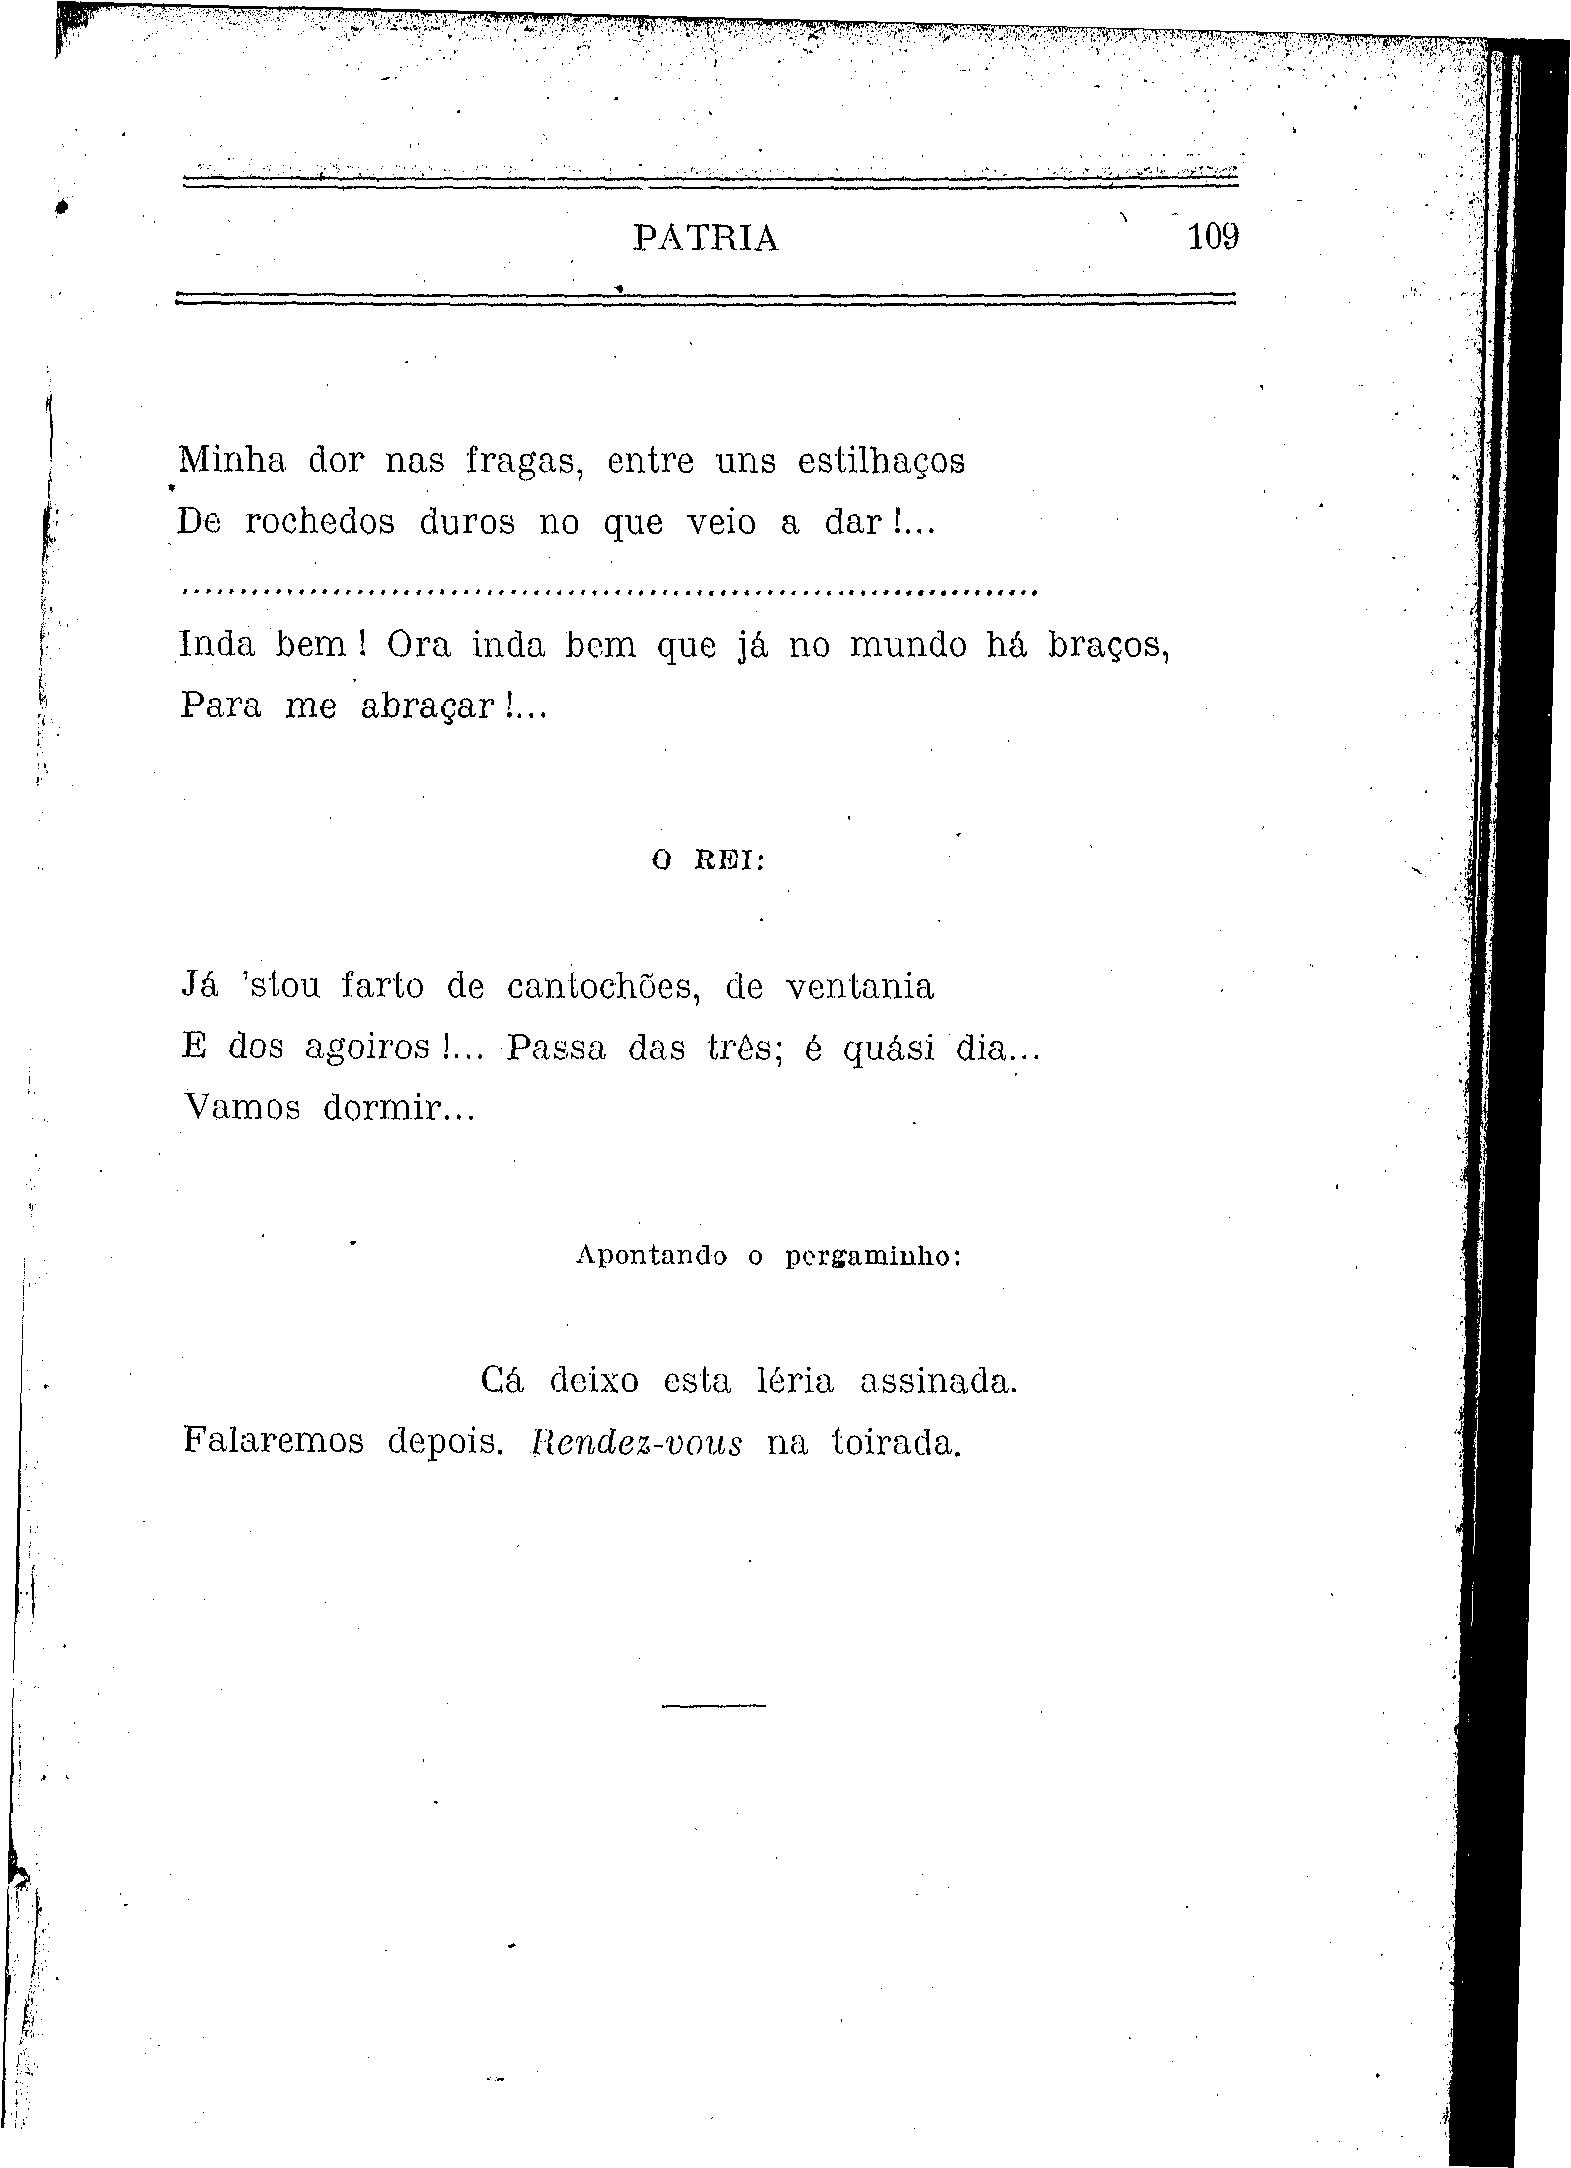 PATRIA 109
Minha dor nas fragas, entre uns estilhaços
De rochedos duros no que veio a dar!...
..........................................................................
Inda bem! Ora inda bem que já no mundo há braços,
Para me abraçar!...
O REI:
Já 'stou farto de cantochões, de ventania
E dos agoiros!... Passa das três; é quási dia...
Vamos dormir...
Apontando o pergaminho:
Cá deixo esta léria assinada.
Falaremos depois. Rendez-vous na toirada.